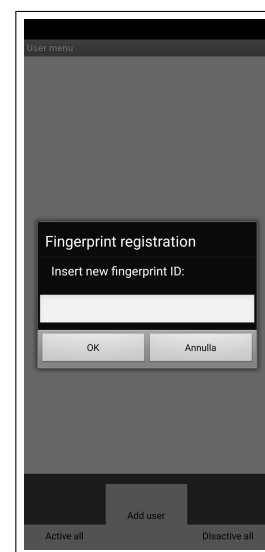 User menu
Fingerprint registration
Insert new fingerprint ID:
OK Annulla
Add user
Active all DIsactive all